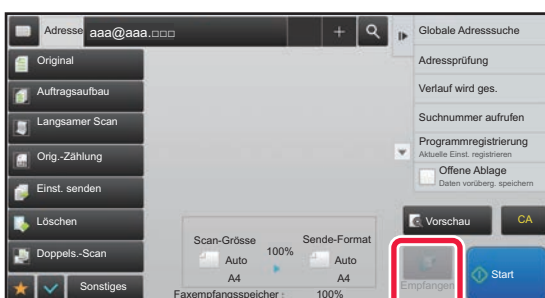 Adresse aaa@aaa.□□□ +
Original
Auftragsaufbau
Langsamer Scan
Orig.-Zählung
Einst. senden
Löschen
Doppels.-Scan
Sonstiges
Scan-Grösse
Auto
A4
100%
Sende-Format
Auto
A4
Faxempfangsspeicher : 100%
Globale Adresssuche
Adressprüfung
Verlauf wird ges.
Suchnummer aufrufen
Programmregistrierung
Aktuelle Einst. registrieren
Offene Ablage
Daten vorüberg. speichern
Vorschau
CA
Empfangen
Start